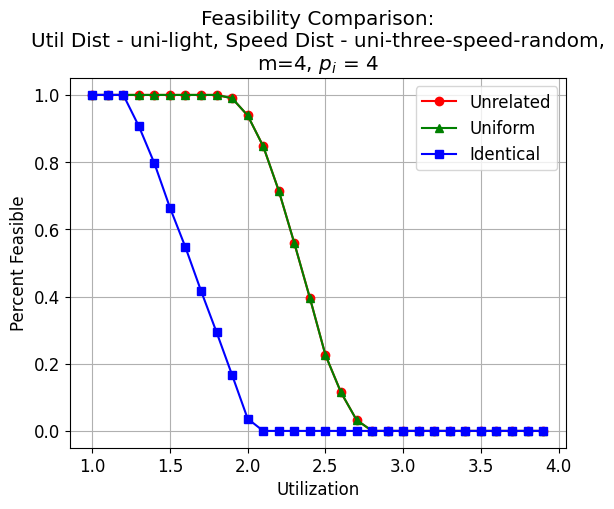 Feasibility Comparison:
Util Dist - uni-light, Speed Dist - uni-three-speed-random,
m=4, p_i = 4
1.0
0.8
0.6
0.4
0.2
0.0
Percent Feasible
Unrelated
Uniform
Identical
1.0 1.5 2.0 2.5 3.0 3.5 4.0
Utilization